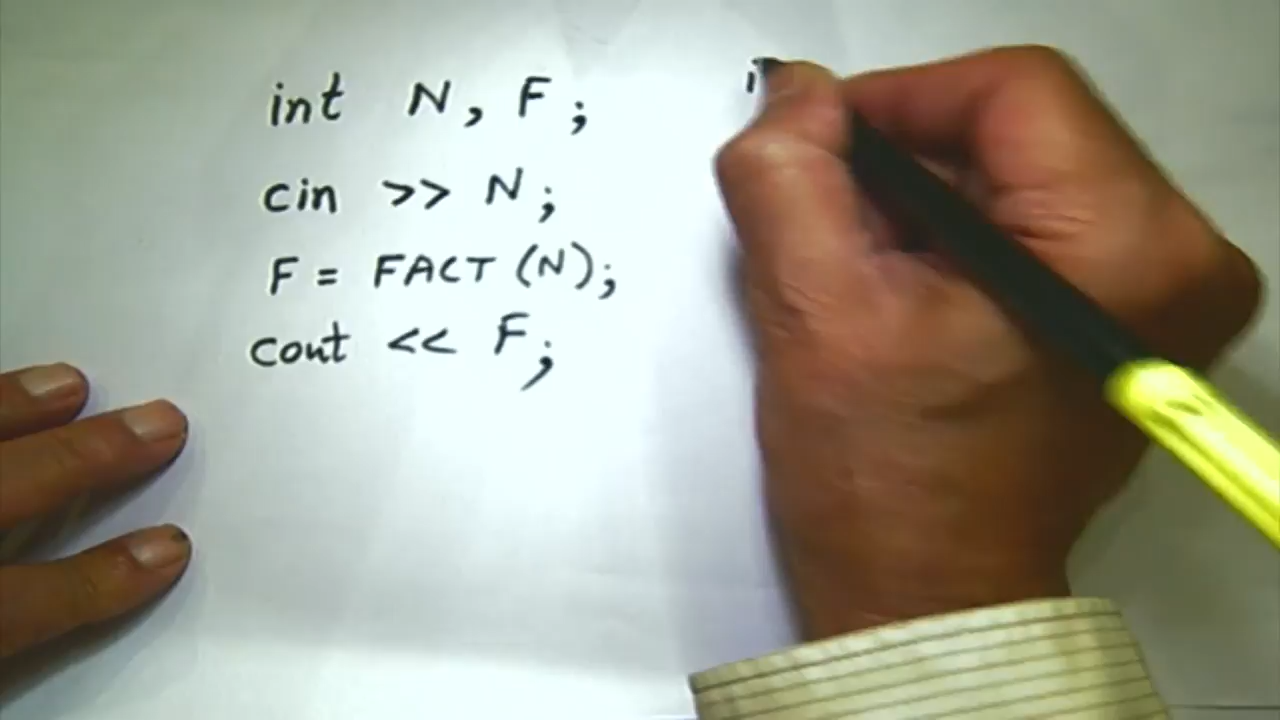 int N, F;
cin >> N;
F = FACT (N);
cout << F;
i